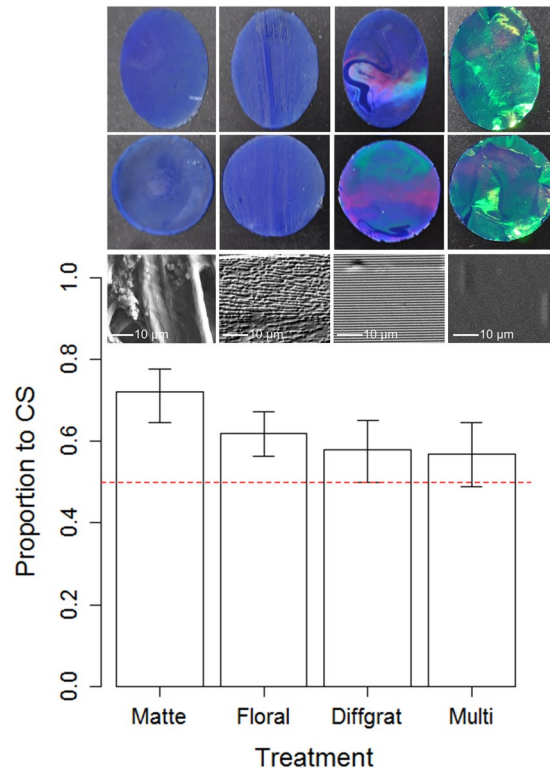 10 μm 10 μm 10 μm 10 μm
1.0
0.8
0.6
0.4
0.2
0.0
Proportion to CS
Matte Floral Diffgrat Multi
Treatment